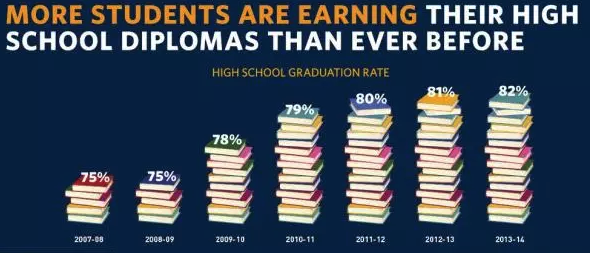 MORE STUDENTS ARE EARNING THEIR HIGH
SCHOOL DIPLOMAS THAN EVER BEFORE
HIGH SCHOOL GRADUATION RATE
75% 75% 78% 79% 80% 81% 82%
2007-08 2008-09 2009-10 2010-11 2011-12 2012-13 2013-14